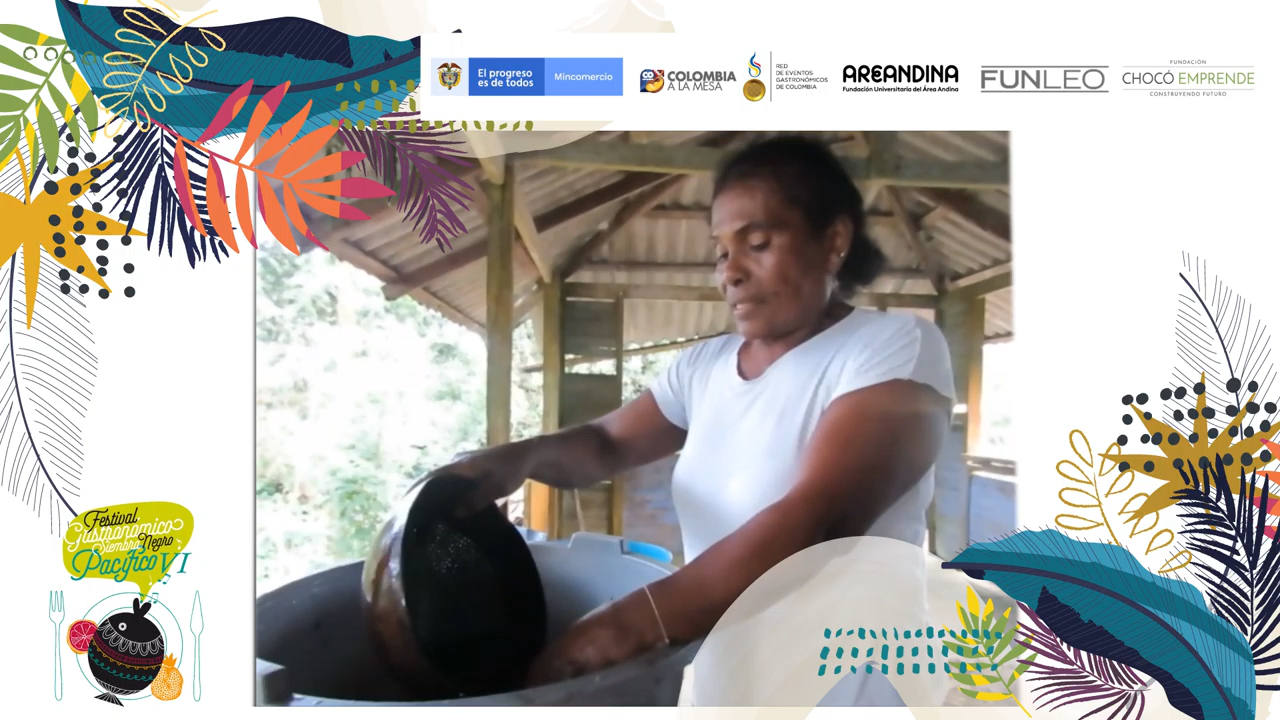 El progreso
es de todos
Mincomercio
CO
COLOMBIA
A LA MESA
RED
DE EVENTOS
GASTRONÓMICOS
DE COLOMBIA
AREANDINA
Fundación Universitaria del Área Andina
FUNLEO
FUNDACIÓN
CHOCÓ EMPRENDE
CONSTRUYENDO FUTURO
Festival
Gastronómico
Siembra Negro
Pacífico VI